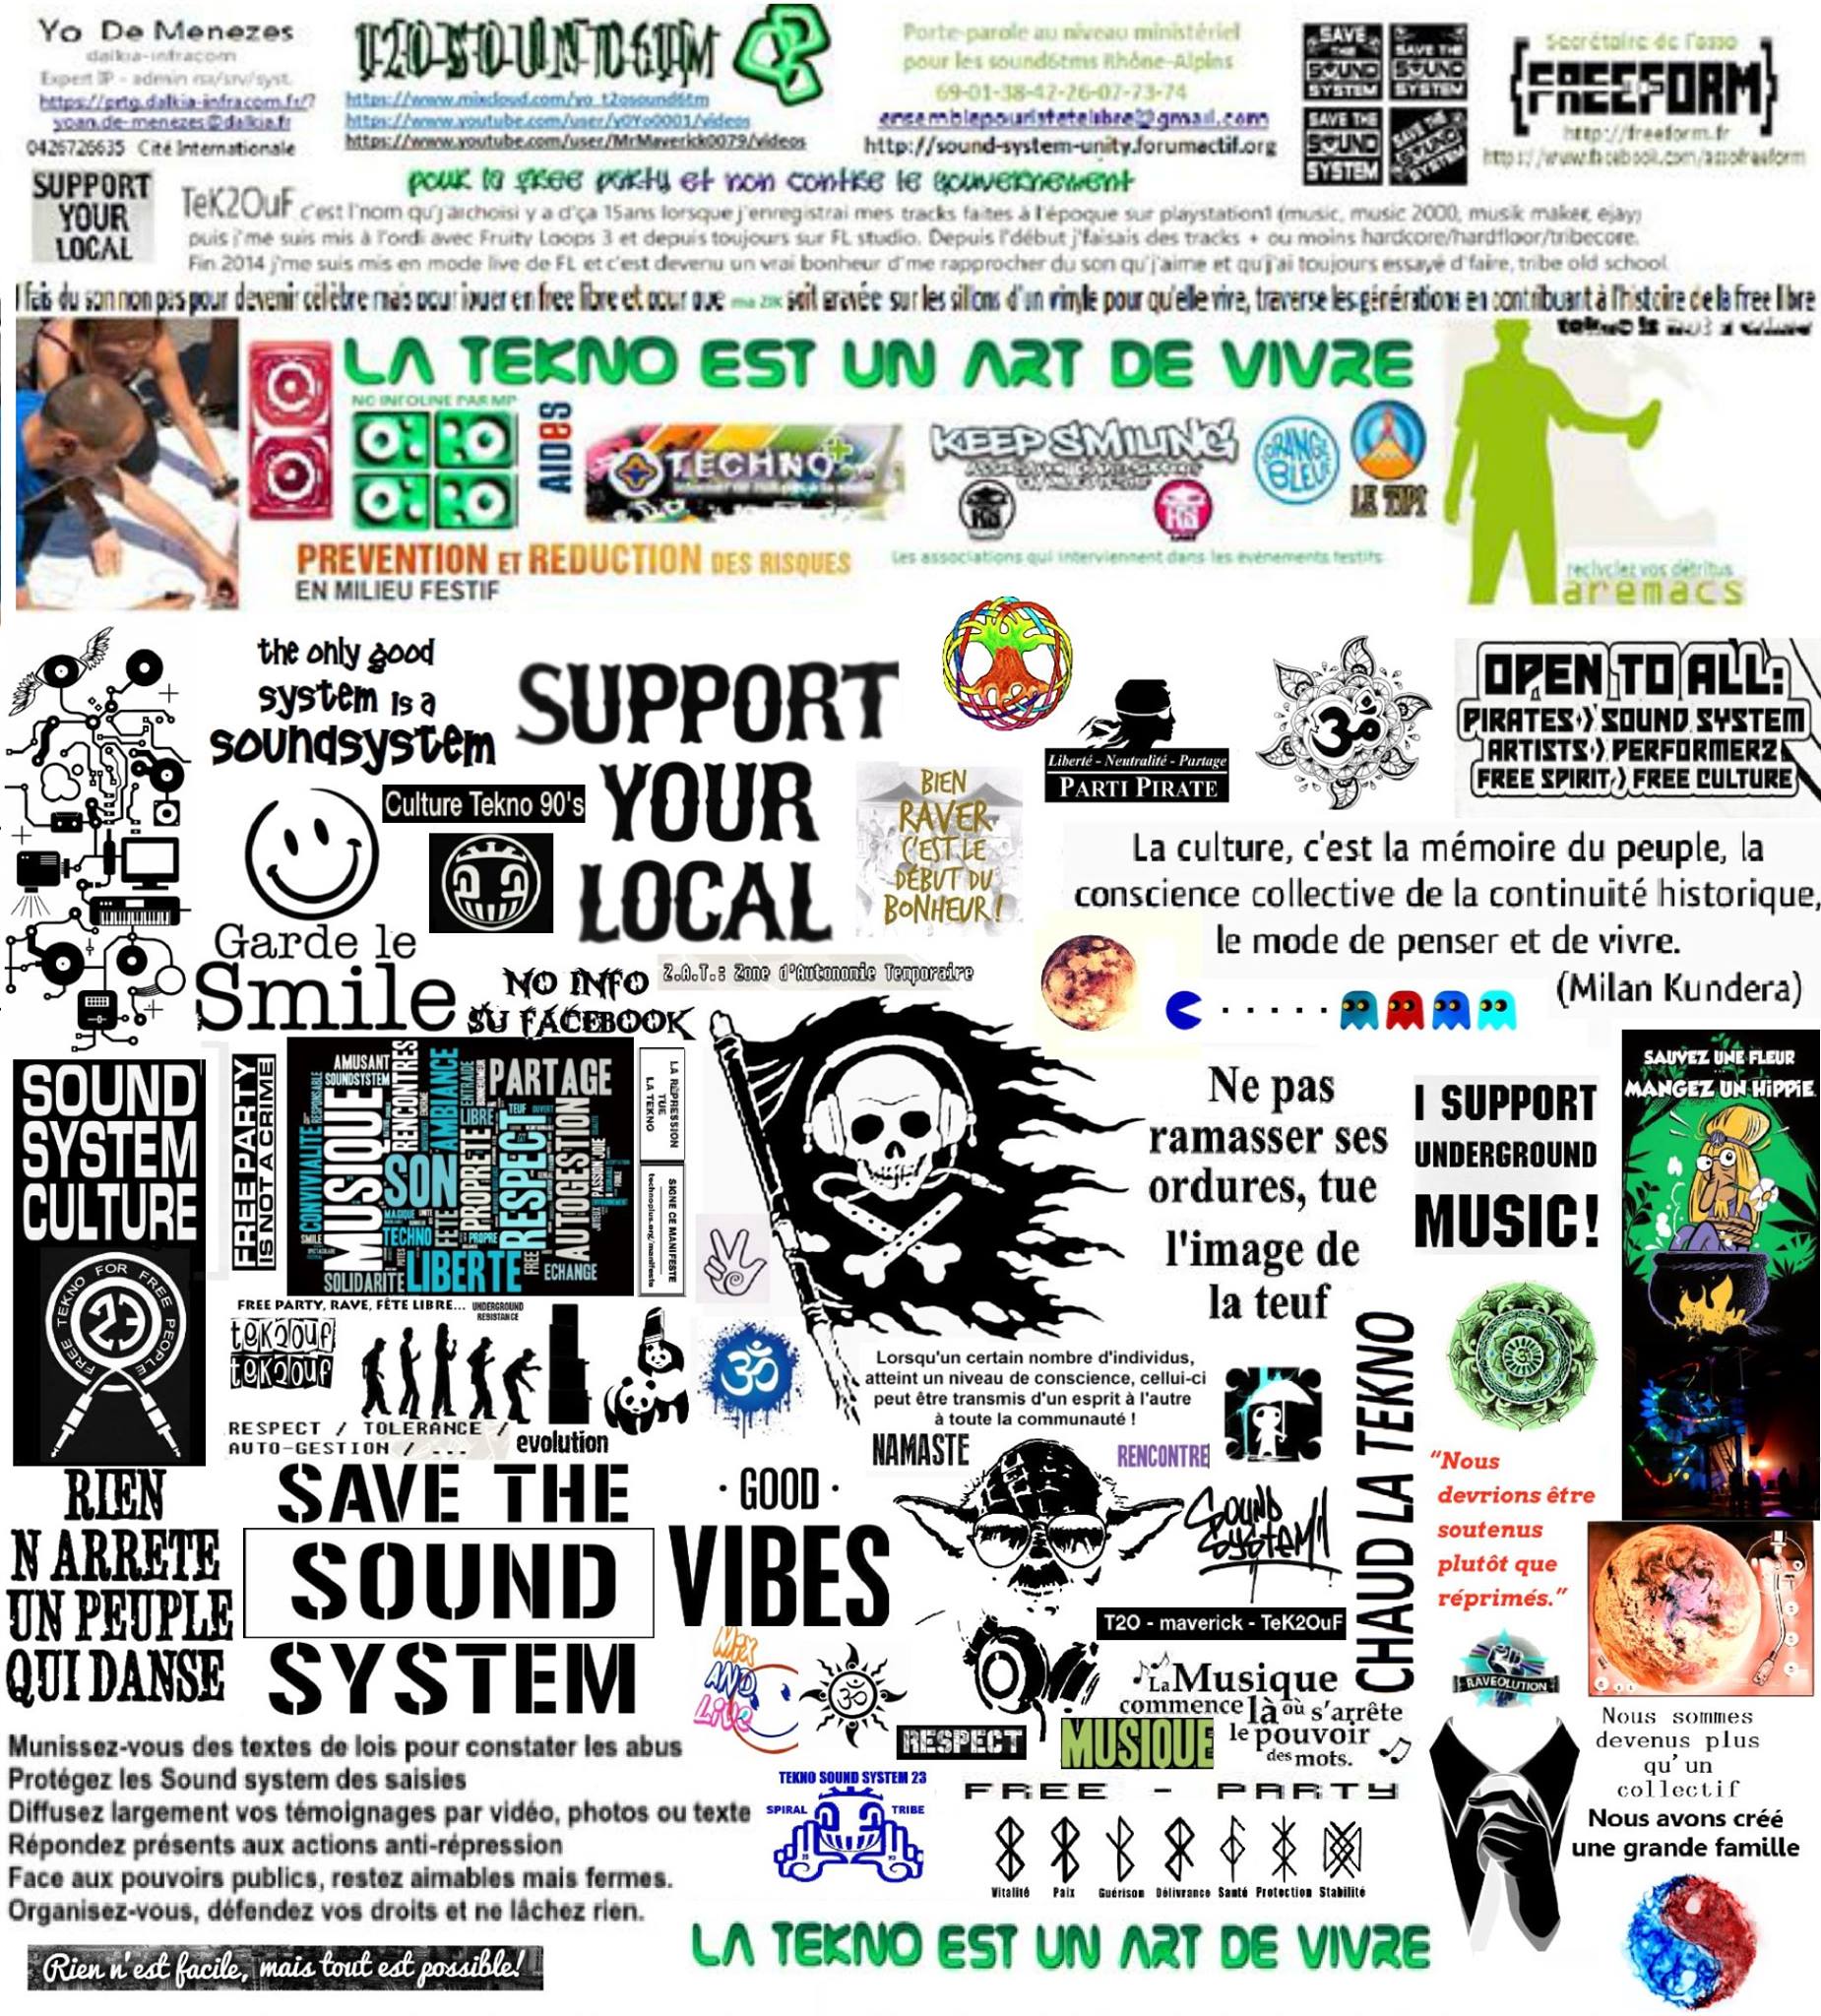 Yo De Menezes
dalkia-infracom
Expert IP - admin rsx/srv/syst.
https://prtg.dalkia-infracom.fr/?
yoan.de-menezes@dalkia.fr
0426726635 Cité Internationale
T2OSOUND6TM
https://www.mixcloud.com/yo_t2osound6tm
https://www.youtube.com/user/y0Yo0001/videos
https://www.youtube.com/user/MrMaverick0079/videos
Porte-parole au niveau ministériel
pour les sound6tms Rhône-Alpins
69-01-38-42-26-07-73-74
ensemblepourlafetelibre@gmail.com
http://sound-system-unity.forumactif.org
SAVE THE SOUND SYSTEM
SAVE THE SOUND SYSTEM
SAVE THE SOUND SYSTEM
SAVE THE SOUND SYSTEM
Secrétaire de l'asso
{FREEFORM}
http://freeform.fr
https://www.facebook.com/assofreeform
pour la free party et non contre le gouvernement
SUPPORT
YOUR
LOCAL
TeK2OuF c'est l'nom qu'j'archoisi y a d'ça 15ans lorsque j'enregistrai mes tracks faites à l'époque sur playstation1 (music, music 2000, musik maker, ejay)
puis j'me suis mis à l'ordi avec Fruity Loops 3 et depuis toujours sur FL studio. Depuis l'début j'faisais des tracks + ou moins hardcore/hardfloor/tribecore.
Fin 2014 j'me suis mis en mode live de FL et c'est devenu un vrai bonheur d'me rapprocher du son qu'j'aime et qu'j'ai toujours essayé d'faire, tribe old school
J fais du son non pas pour devenir célèbre mais pour jouer en free libre et pour que ma ZIK soit gravée sur les sillons d'un vinyle pour qu'elle vive, traverse les générations en contribuant à l'histoire de la free libre
tekno is not a crime
LA TEKNO EST UN ART DE VIVRE
NO INFOLINE PAR MP
AIDES
TECHNO+
KEEP SMILING
KS
KS
ORANGE BLEUE
LE TIPI
PREVENTION ET REDUCTION DES RISQUES
EN MILIEU FESTIF
Les associations qui interviennent dans les évènements festifs
recyclez vos détritus
aremacs
the only good
system is a
soundsystem
SUPPORT
YOUR
LOCAL
Culture Tekno 90's
Garde le
Smile
BIEN
RAVER
C'EST LE
DÉBUT DU
BONHEUR!
Liberté - Neutralité - Partage
PARTI PIRATE
OPEN TO ALL:
PIRATES > SOUND SYSTEM
ARTISTS > PERFORMERZ
FREE SPIRIT > FREE CULTURE
La culture, c'est la mémoire du peuple, la
conscience collective de la continuité historique,
le mode de penser et de vivre.
(Milan Kundera)
NO INFO
SU FACEBOOK
Z.A.T.: Zone d'Autonomie Temporaire
SOUND
SYSTEM
CULTURE
FREE TEKNO FOR FREE PEOPLE
23
FREE PARTY
IS NOT A CRIME
AMUSANT
SOUNDSYSTEM
RESPONSABLE
CONVIVIALITE
MUSIQUE
RENCONTRES
AMBIANCE
ENTRAIDE
PARTAGE
LIBRE
TEUF
SON
FETE
PROPRETE
RESPECT
AUTOGESTION
PASSION
JOIE
MAGIQUE
TECHNO
PROPRE
SMILE
SOLIDARITE
POTES
LIBERTE
FREE
ECHANGE
LA REPRESSION
TUE
LA TEKNO
SIGNE CE MANIFESTE
technoplus.org/manifeste
Ne pas
ramasser ses
ordures, tue
l'image de
la teuf
I SUPPORT
UNDERGROUND
MUSIC!
SAUVEZ UNE FLEUR
MANGEZ UN HIPPIE
FREE PARTY, RAVE, FÊTE LIBRE...
UNDERGROUND
RESISTANCE
tek2ouf
tek2ouf
RESPECT / TOLERANCE /
AUTO-GESTION / ...
evolution
Lorsqu'un certain nombre d'individus,
atteint un niveau de conscience, cellui-ci
peut être transmis d'un esprit à l'autre
à toute la communauté !
NAMASTE
RENCONTRE
CHAUD LA TEKNO
"Nous
devrions être
soutenus
plutôt que
réprimés."
RIEN
N ARRETE
UN PEUPLE
QUI DANSE
SAVE THE
SOUND
SYSTEM
· GOOD ·
VIBES
SOUND
SYSTEM
T2O - maverick - TeK2OuF
Mix
AND
Live
La Musique
commence là où s'arrête
le pouvoir
des mots.
RESPECT
MUSIQUE
RAVEOLUTION
Munissez-vous des textes de lois pour constater les abus
Protégez les Sound system des saisies
Diffusez largement vos témoignages par vidéo, photos ou texte
Répondez présents aux actions anti-répression
Face aux pouvoirs publics, restez aimables mais fermes.
Organisez-vous, défendez vos droits et ne lâchez rien.
TEKNO SOUND SYSTEM 23
SPIRAL TRIBE
FREE - PARTY
Vitalité Paix Guérison Délivrance Santé Protection Stabilité
Nous sommes
devenus plus
qu'un
collectif
Nous avons créé
une grande famille
Rien n'est facile, mais tout est possible!
LA TEKNO EST UN ART DE VIVRE